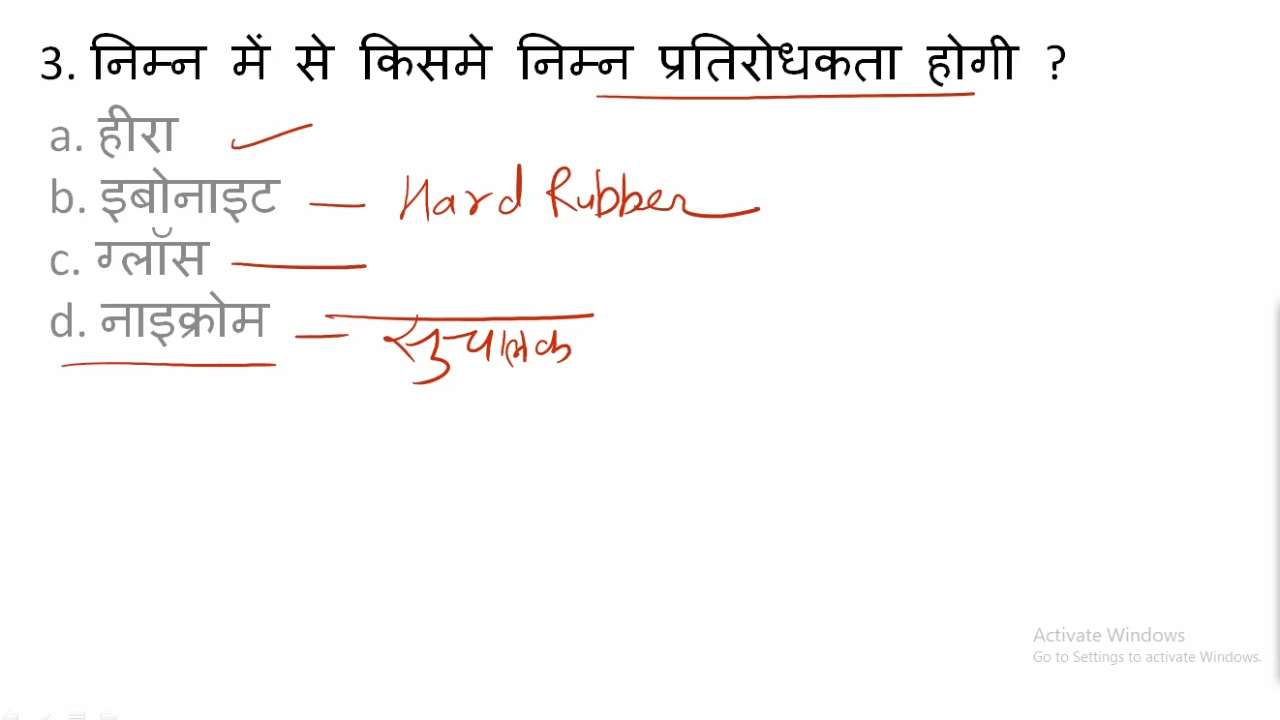 3. निम्न में से किसमे निम्न प्रतिरोधकता होगी ?
a. हीरा
b. इबोनाइट — Hard Rubber
c. ग्लॉस
d. नाइक्रोम — सुचालक
Activate Windows
Go to Settings to activate Windows.